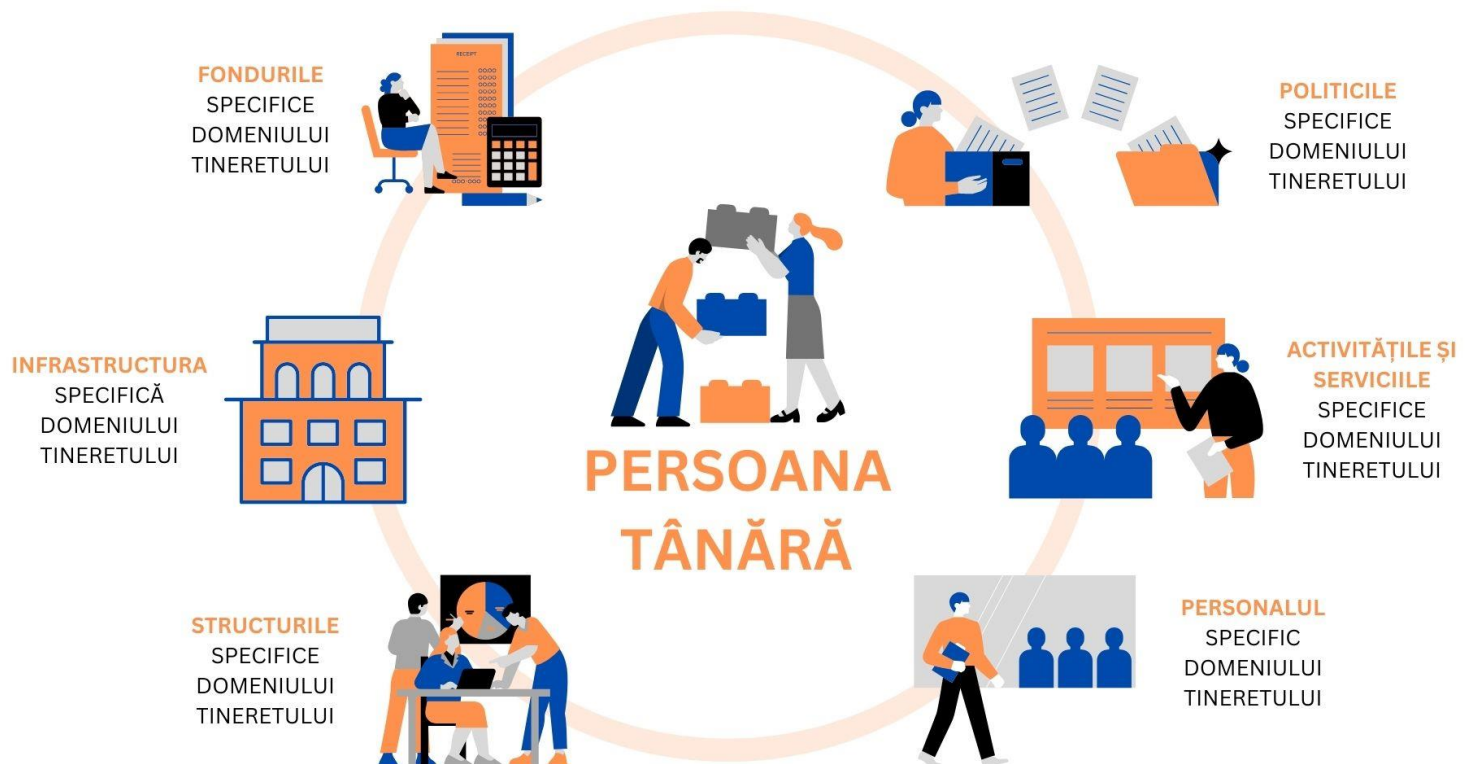 FONDURILE
SPECIFICE
DOMENIULUI
TINERETULUI
RECEIPT
POLITICILE
SPECIFICE
DOMENIULUI
TINERETULUI
INFRASTRUCTURA
SPECIFICĂ
DOMENIULUI
TINERETULUI
ACTIVITĂȚILE ȘI
SERVICIILE
SPECIFICE
DOMENIULUI
TINERETULUI
PERSOANA
TÂNĂRĂ
STRUCTURILE
SPECIFICE
DOMENIULUI
TINERETULUI
PERSONALUL
SPECIFIC
DOMENIULUI
TINERETULUI